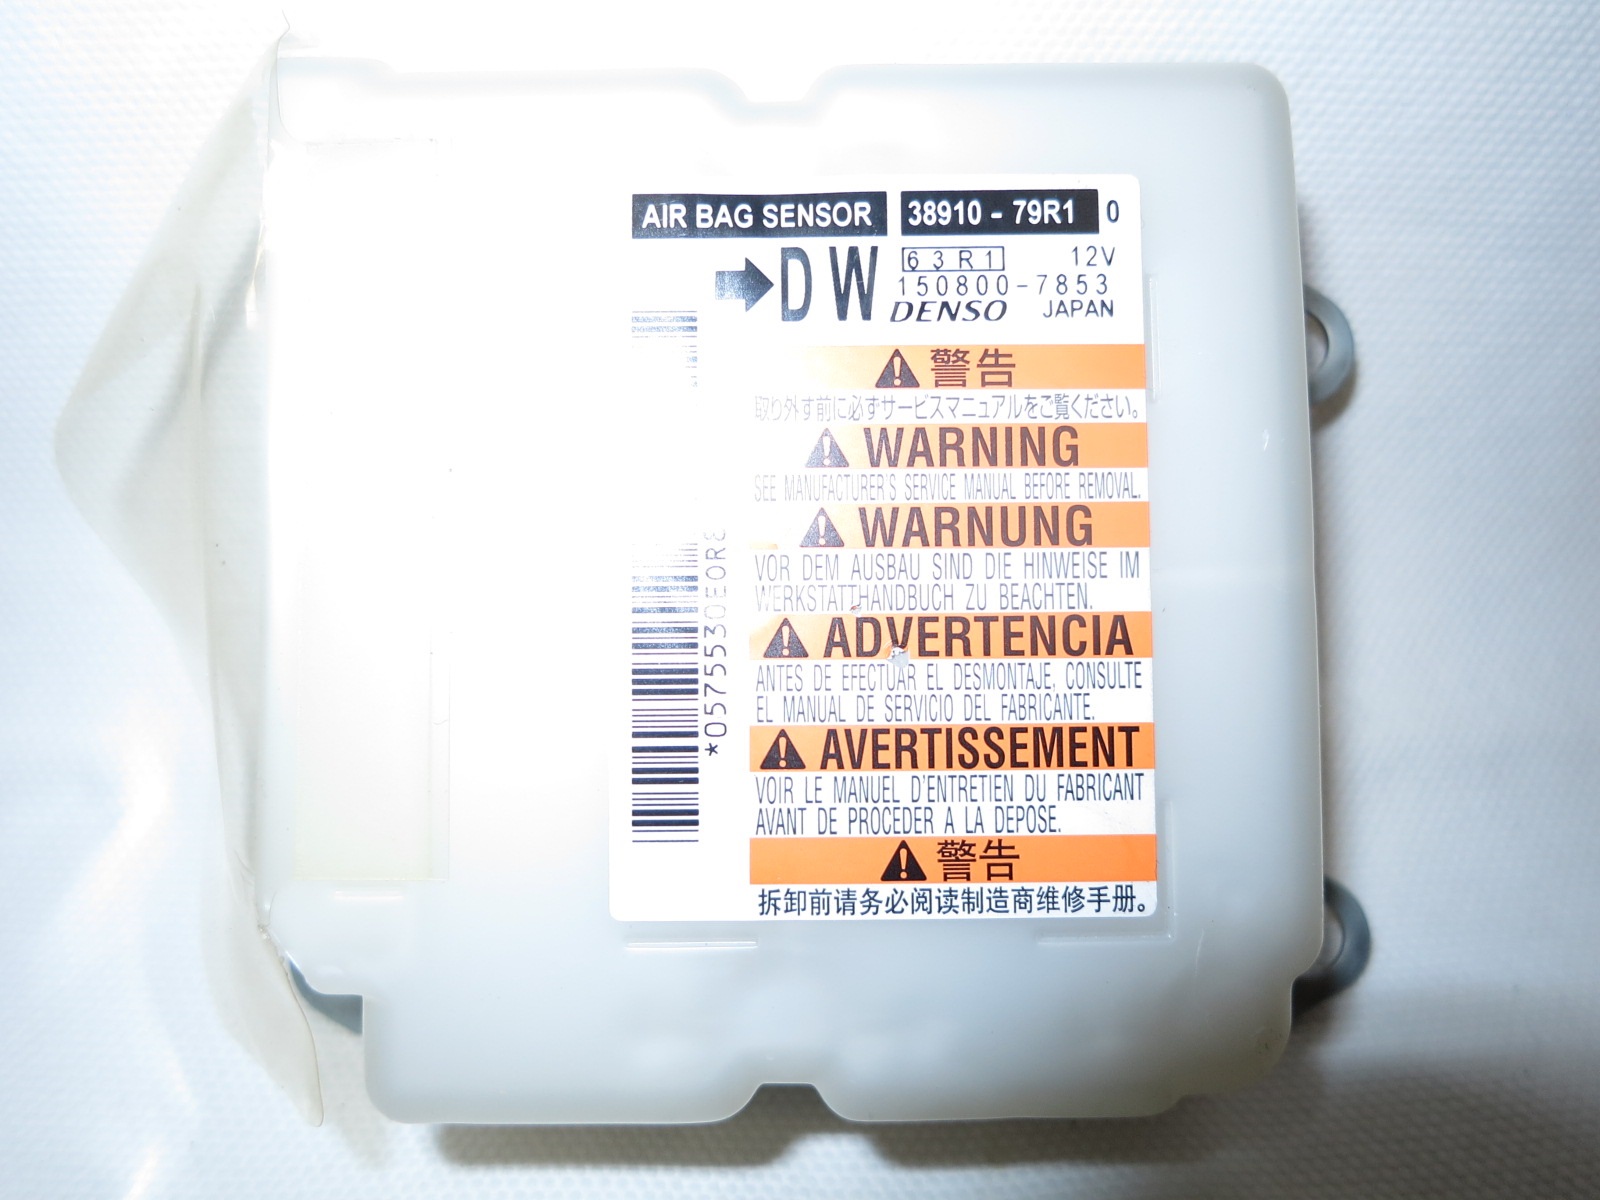 AIR BAG SENSOR 38910 - 79R1 0
DW 63R1 12V
150800-7853
DENSO JAPAN
警告
取り外す前に必ずサービスマニュアルをご覧ください。
WARNING
SEE MANUFACTURER'S SERVICE MANUAL BEFORE REMOVAL.
WARNUNG
VOR DEM AUSBAU SIND DIE HINWEISE IM
WERKSTATTHANDBUCH ZU BEACHTEN.
ADVERTENCIA
ANTES DE EFECTUAR EL DESMONTAJE, CONSULTE
EL MANUAL DE SERVICIO DEL FABRICANTE.
AVERTISSEMENT
VOIR LE MANUEL D'ENTRETIEN DU FABRICANT
AVANT DE PROCEDER A LA DEPOSE.
警告
拆卸前请务必阅读制造商维修手册。